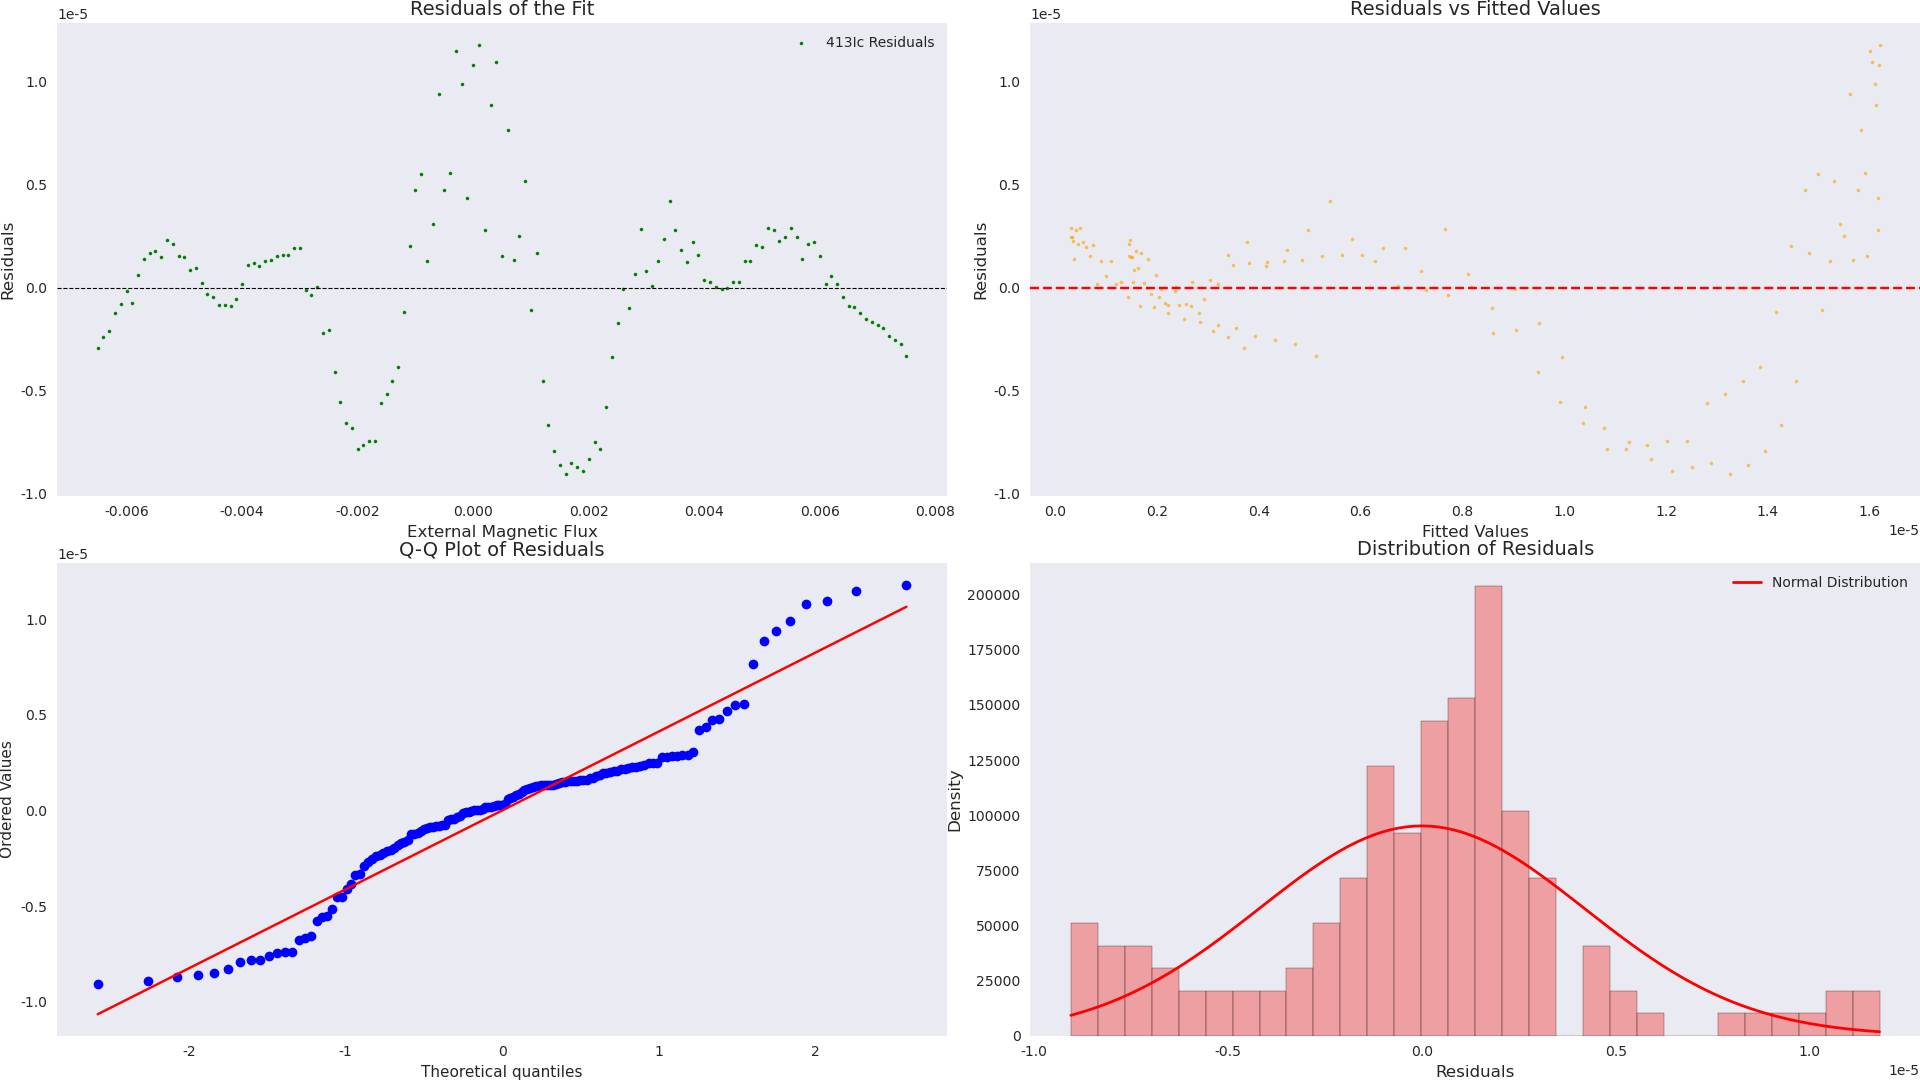 Residuals of the Fit
1e-5
413Ic Residuals
1.0
0.5
0.0
-0.5
-1.0
Residuals
-0.006 -0.004 -0.002 0.000 0.002 0.004 0.006 0.008
External Magnetic Flux
Residuals vs Fitted Values
1e-5
1.0
0.5
0.0
-0.5
-1.0
Residuals
0.0 0.2 0.4 0.6 0.8 1.0 1.2 1.4 1.6
1e-5
Fitted Values
Q-Q Plot of Residuals
1e-5
1.0
0.5
0.0
-0.5
-1.0
Ordered Values
-2 -1 0 1 2
Theoretical quantiles
Distribution of Residuals
Normal Distribution
200000
175000
150000
125000
100000
75000
50000
25000
0
Density
-1.0 -0.5 0.0 0.5 1.0
1e-5
Residuals